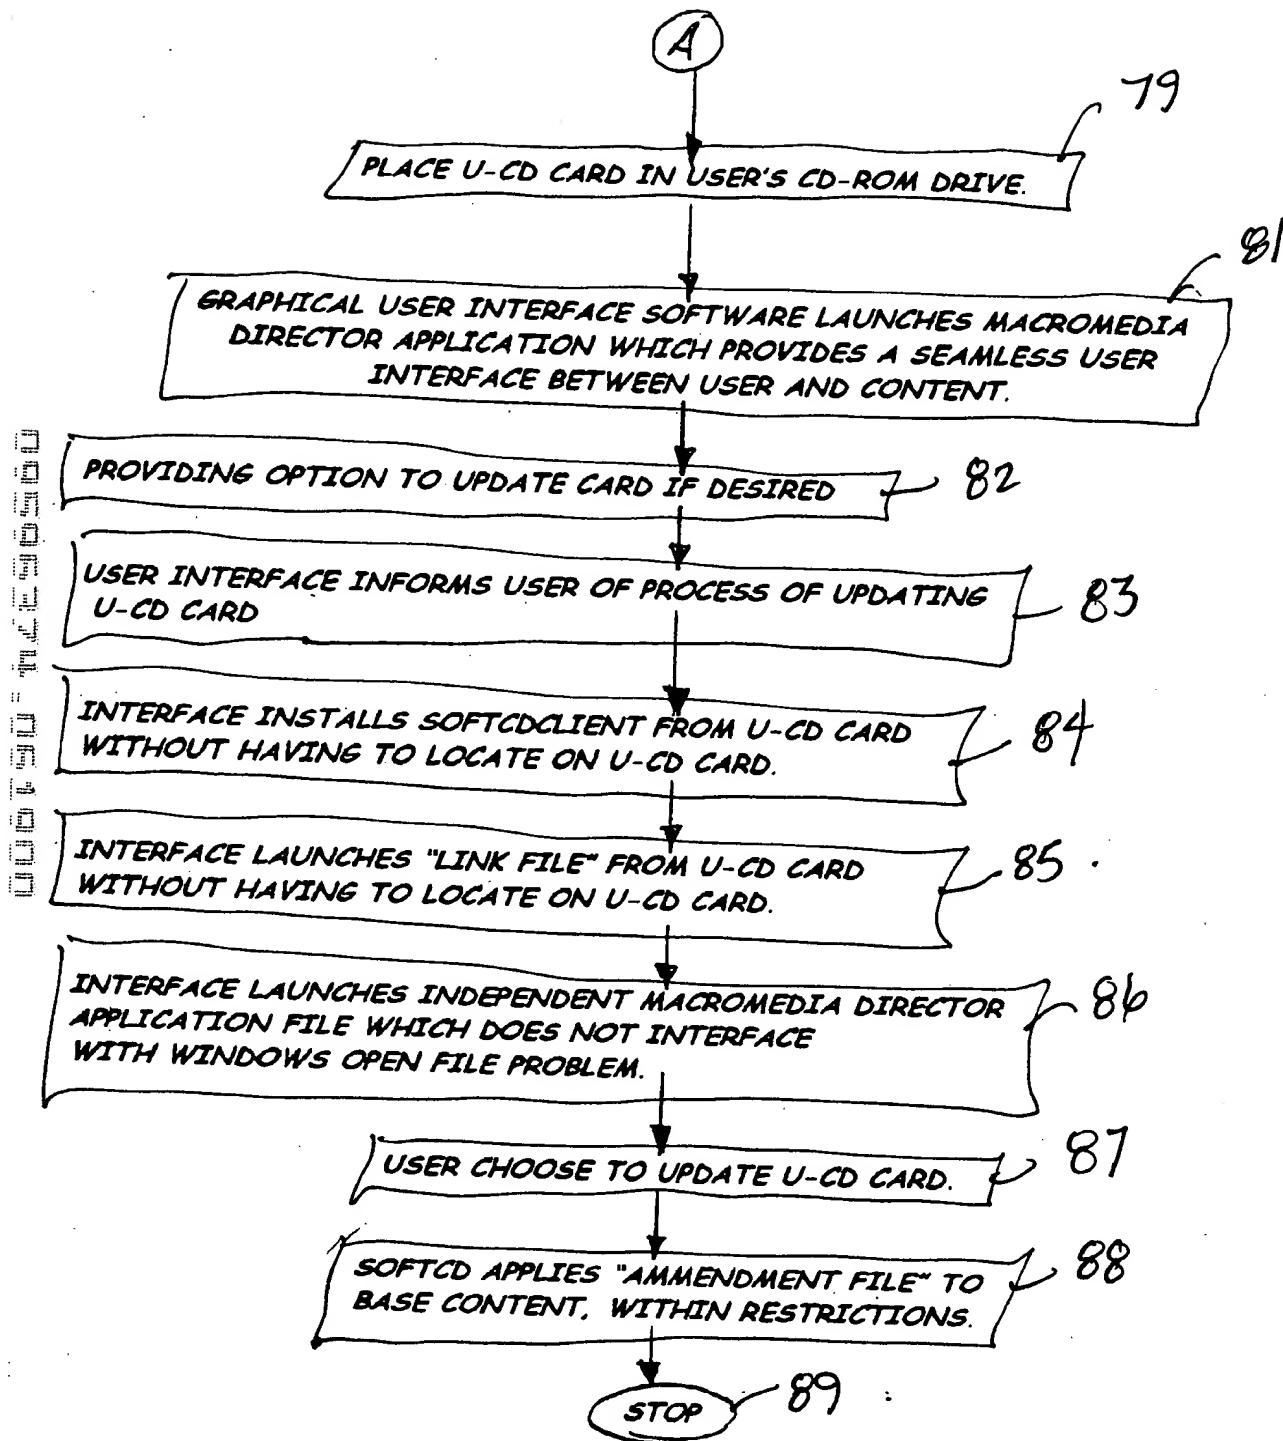 A
79
PLACE U-CD CARD IN USER'S CD-ROM DRIVE.
81
GRAPHICAL USER INTERFACE SOFTWARE LAUNCHES MACROMEDIA
DIRECTOR APPLICATION WHICH PROVIDES A SEAMLESS USER
INTERFACE BETWEEN USER AND CONTENT.
PROVIDING OPTION TO UPDATE CARD IF DESIRED
82
USER INTERFACE INFORMS USER OF PROCESS OF UPDATING
U-CD CARD
83
INTERFACE INSTALLS SOFTCDCLIENT FROM U-CD CARD
WITHOUT HAVING TO LOCATE ON U-CD CARD.
84
INTERFACE LAUNCHES "LINK FILE" FROM U-CD CARD
WITHOUT HAVING TO LOCATE ON U-CD CARD.
85
INTERFACE LAUNCHES INDEPENDENT MACROMEDIA DIRECTOR
APPLICATION FILE WHICH DOES NOT INTERFACE
WITH WINDOWS OPEN FILE PROBLEM.
86
USER CHOOSE TO UPDATE U-CD CARD.
87
SOFTCD APPLIES "AMMENDMENT FILE" TO
BASE CONTENT, WITHIN RESTRICTIONS.
88
STOP
89